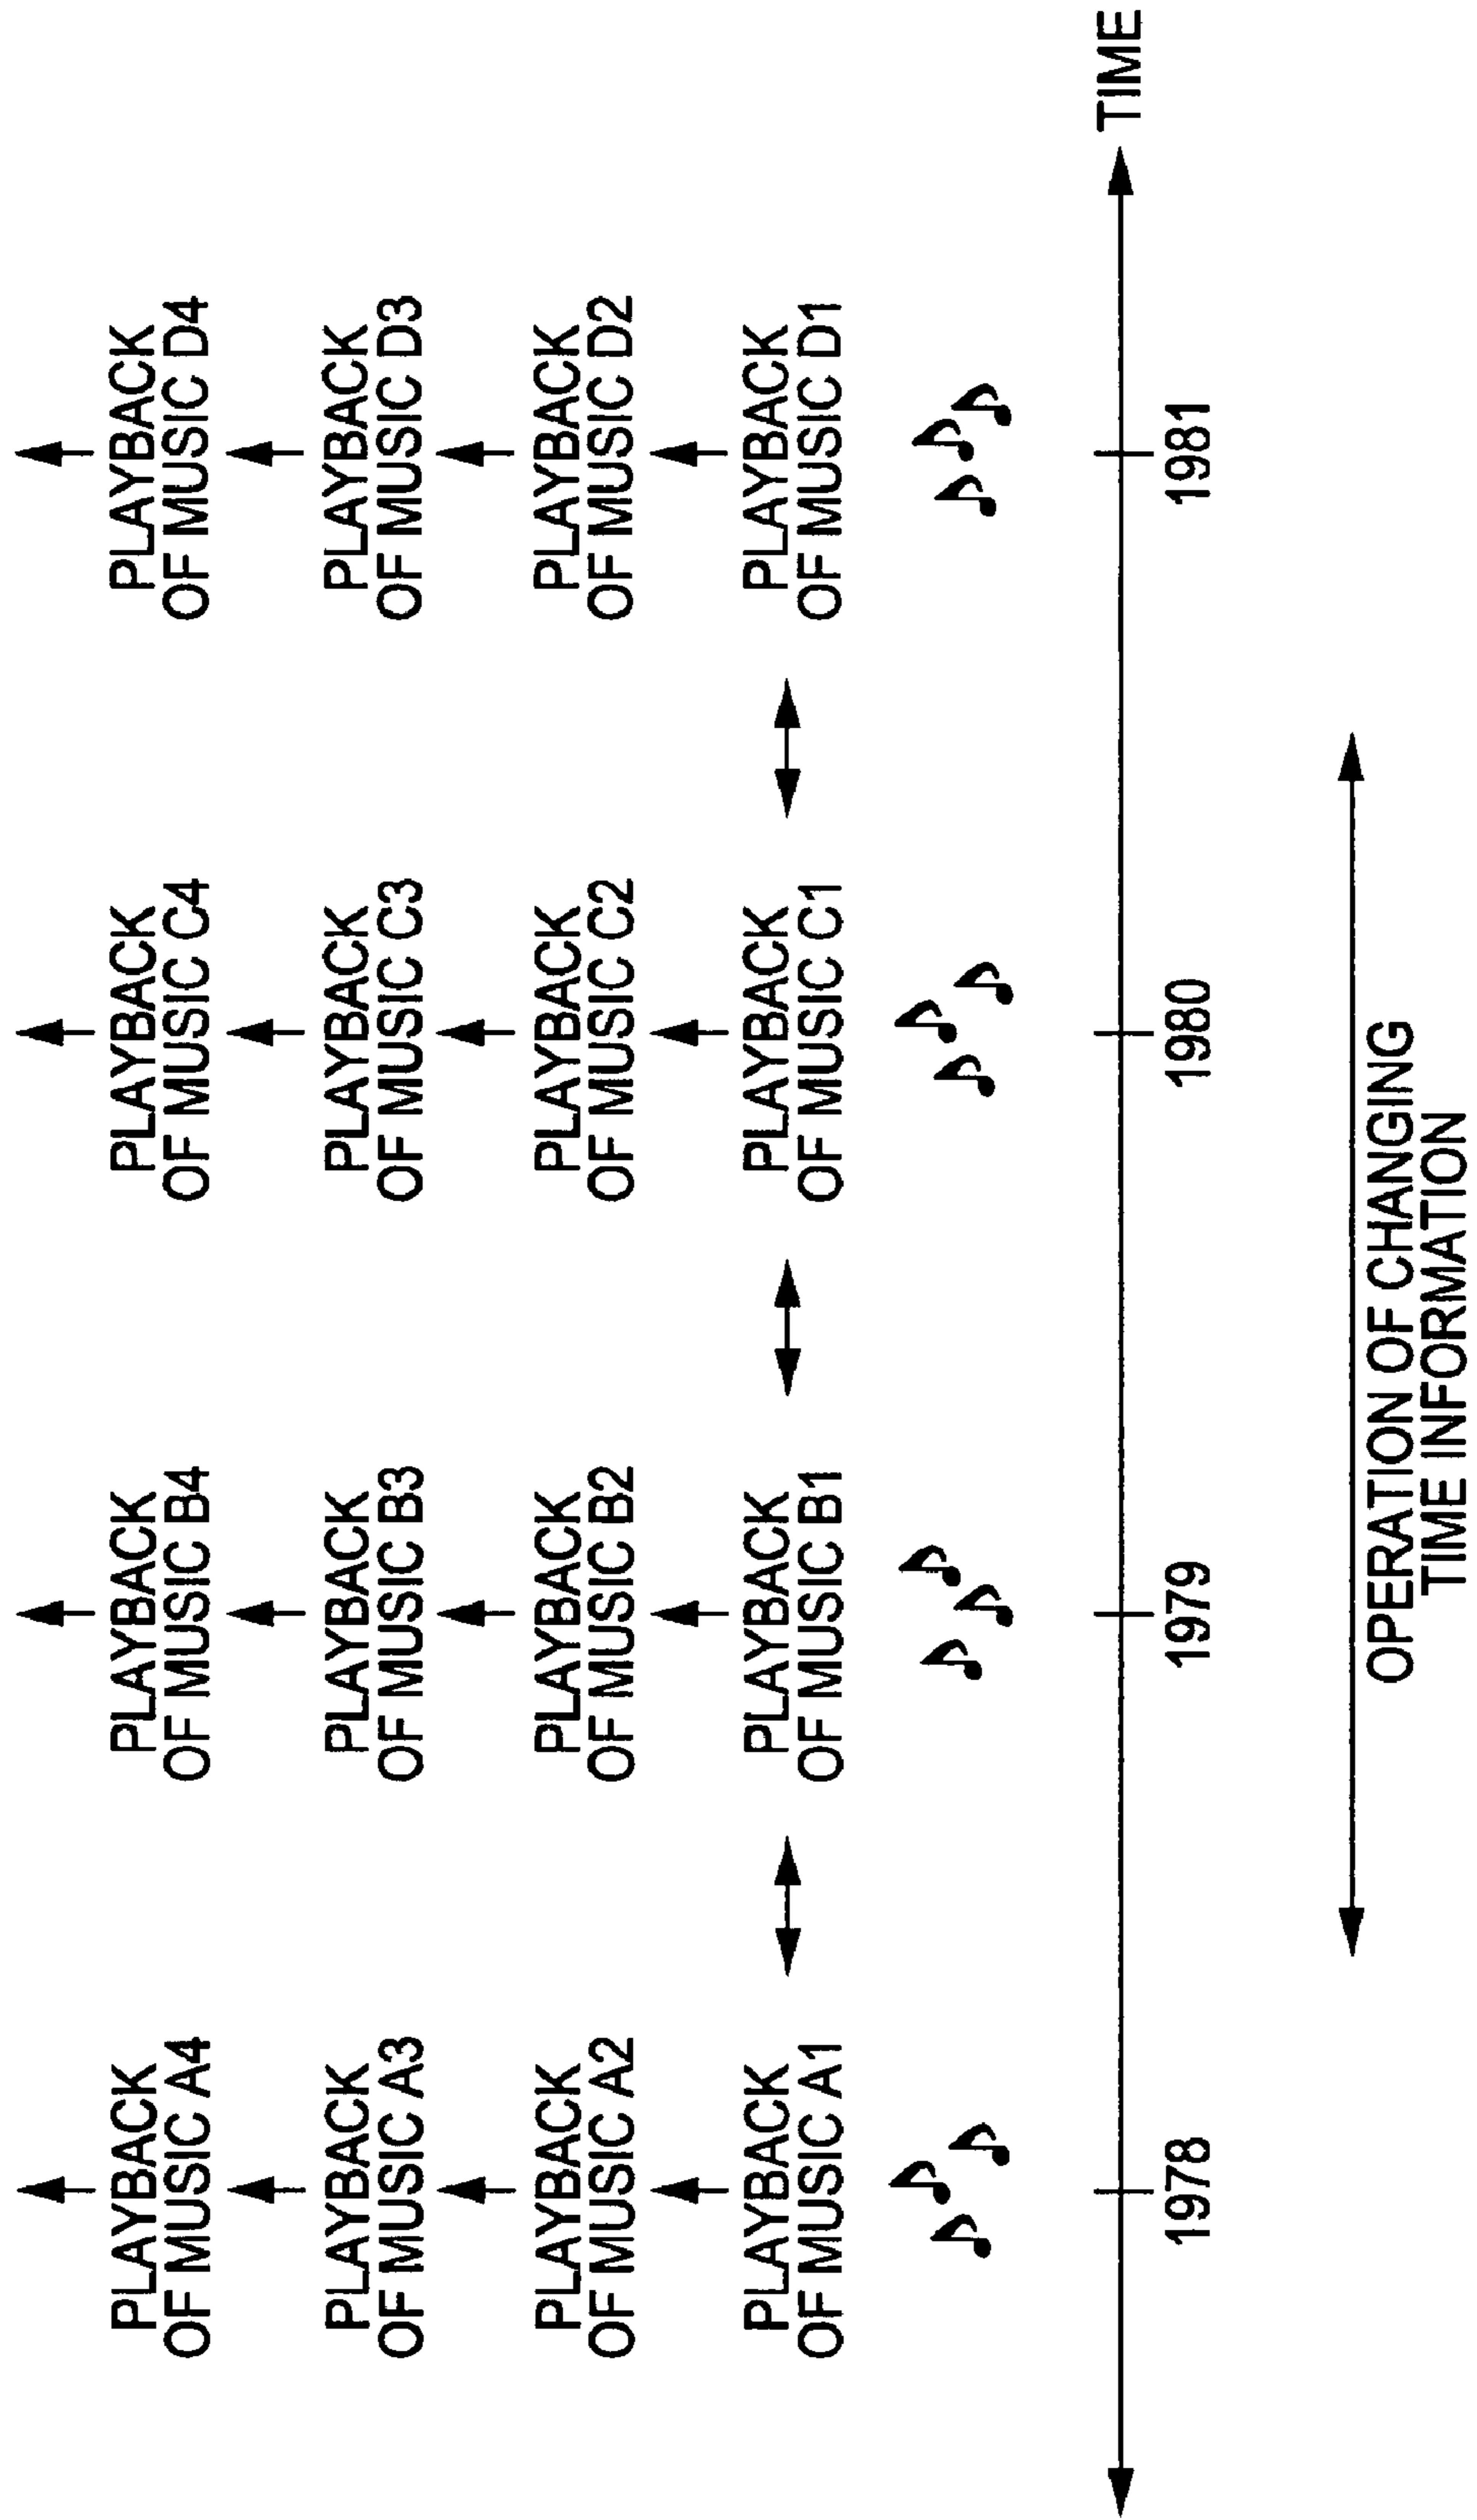 PLAYBACK
OF MUSIC A4
PLAYBACK
OF MUSIC B4
PLAYBACK
OF MUSIC C4
PLAYBACK
OF MUSIC D4
PLAYBACK
OF MUSIC A3
PLAYBACK
OF MUSIC B3
PLAYBACK
OF MUSIC C3
PLAYBACK
OF MUSIC D3
PLAYBACK
OF MUSIC A2
PLAYBACK
OF MUSIC B2
PLAYBACK
OF MUSIC C2
PLAYBACK
OF MUSIC D2
PLAYBACK
OF MUSIC A1
PLAYBACK
OF MUSIC B1
PLAYBACK
OF MUSIC C1
PLAYBACK
OF MUSIC D1
TIME
1978
1979
1980
1981
OPERATION OF CHANGING
TIME INFORMATION